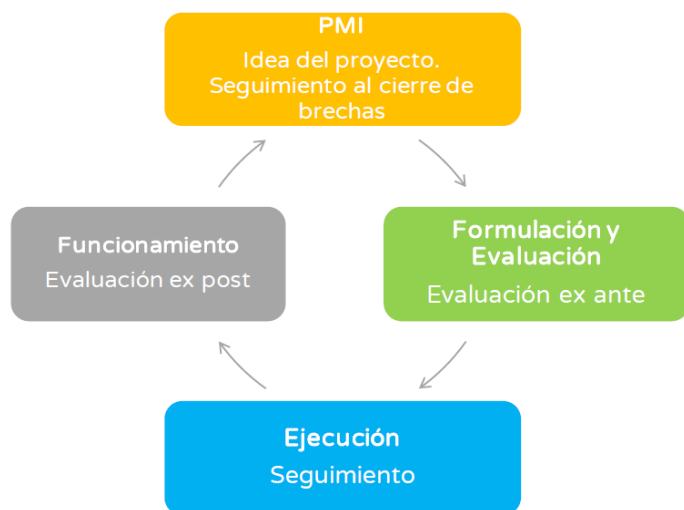 PMI
Idea del proyecto.
Seguimiento al cierre de
brechas
Formulación y
Evaluación
Evaluación ex ante
Funcionamiento
Evaluación ex post
Ejecución
Seguimiento